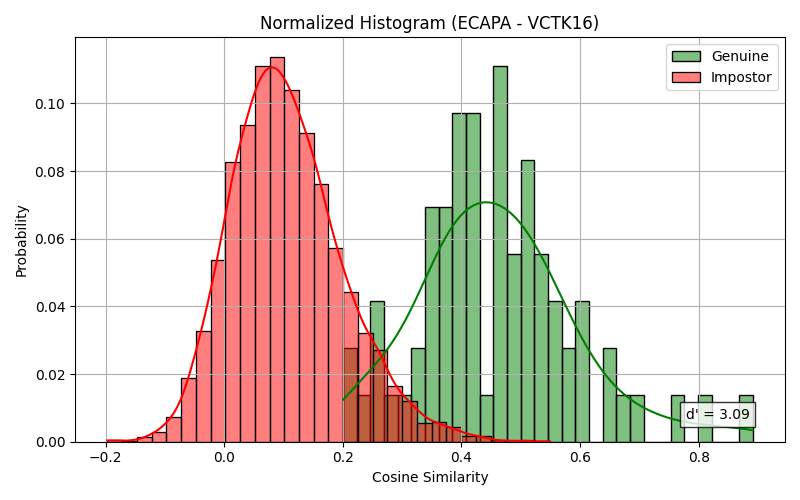 Normalized Histogram (ECAPA - VCTK16)
Genuine
Impostor
0.10
0.08
0.06
0.04
0.02
0.00
Probability
d' = 3.09
−0.2 0.0 0.2 0.4 0.6 0.8
Cosine Similarity